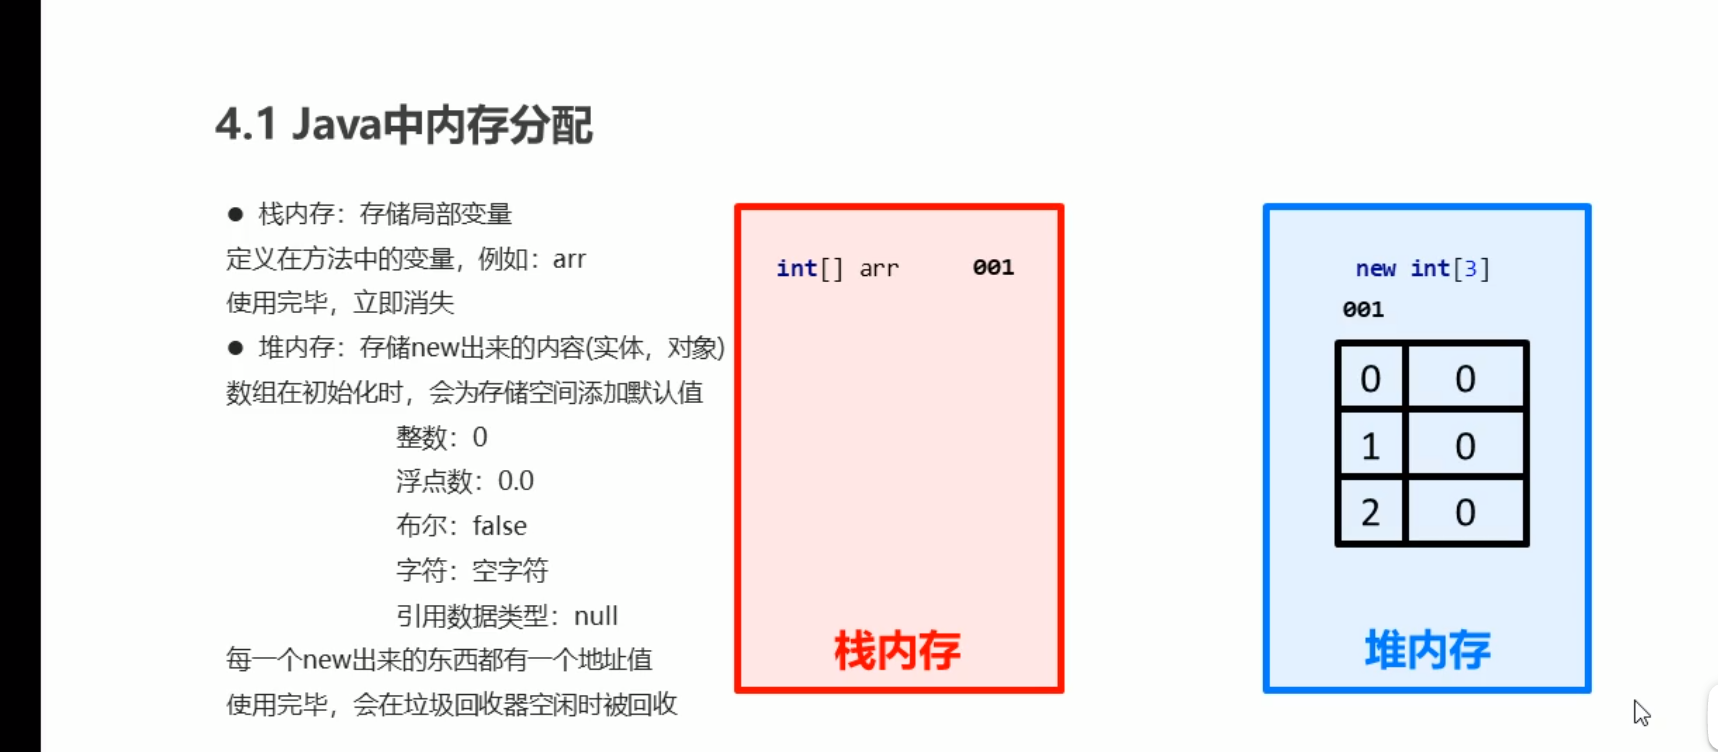 4.1 Java中内存分配
● 栈内存：存储局部变量
定义在方法中的变量，例如：arr
使用完毕，立即消失
● 堆内存：存储new出来的内容(实体，对象)
数组在初始化时，会为存储空间添加默认值
整数：0
浮点数：0.0
布尔：false
字符：空字符
引用数据类型：null
每一个new出来的东西都有一个地址值
使用完毕，会在垃圾回收器空闲时被回收
int[] arr 001
栈内存
new int[3]
001
0 0
1 0
2 0
堆内存